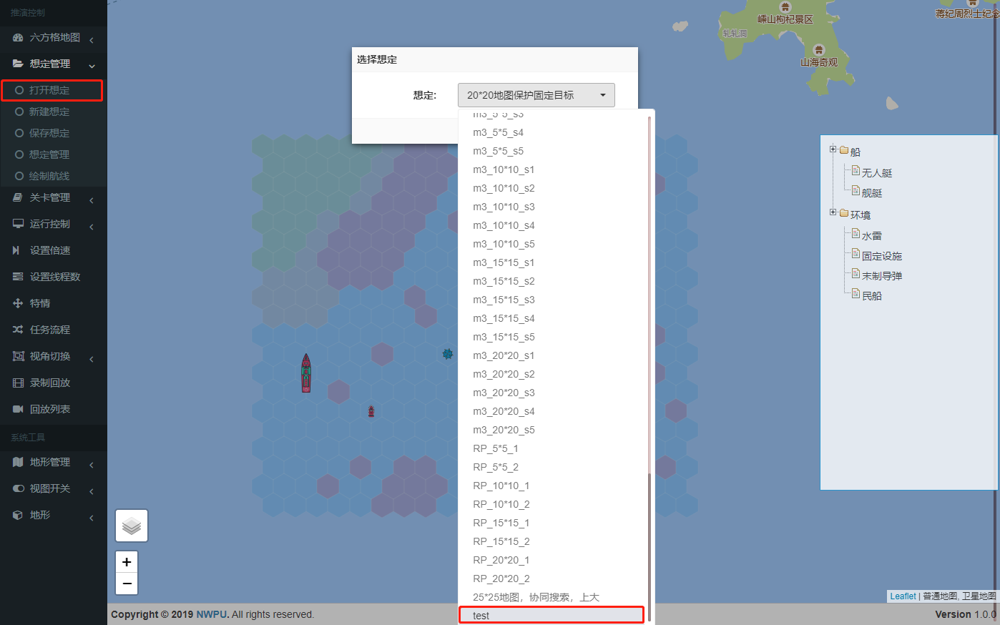 推演控制
六方格地图
想定管理
打开想定
新建想定
保存想定
想定管理
绘制航线
关卡管理
运行控制
设置倍速
设置线程数
特情
任务流程
视角切换
录制回放
回放列表
系统工具
地形管理
视图开关
地形
选择想定
想定:
20*20地图保护固定目标
m3_5*5_s3
m3_5*5_s4
m3_5*5_s5
m3_10*10_s1
m3_10*10_s2
m3_10*10_s3
m3_10*10_s4
m3_10*10_s5
m3_15*15_s1
m3_15*15_s2
m3_15*15_s3
m3_15*15_s4
m3_15*15_s5
m3_20*20_s1
m3_20*20_s2
m3_20*20_s3
m3_20*20_s4
m3_20*20_s5
RP_5*5_1
RP_5*5_2
RP_10*10_1
RP_10*10_2
RP_15*15_1
RP_15*15_2
RP_20*20_1
RP_20*20_2
25*25地图，协同搜索，上大
test
嵊山枸杞景区
轧轧洞
山海奇观
蒋纪周烈士纪念
船
无人艇
舰艇
环境
水雷
固定设施
末制导弹
民船
+
−
Leaflet | 普通地图, 卫星地图
Copyright © 2019 NWPU. All rights reserved.
Version 1.0.0